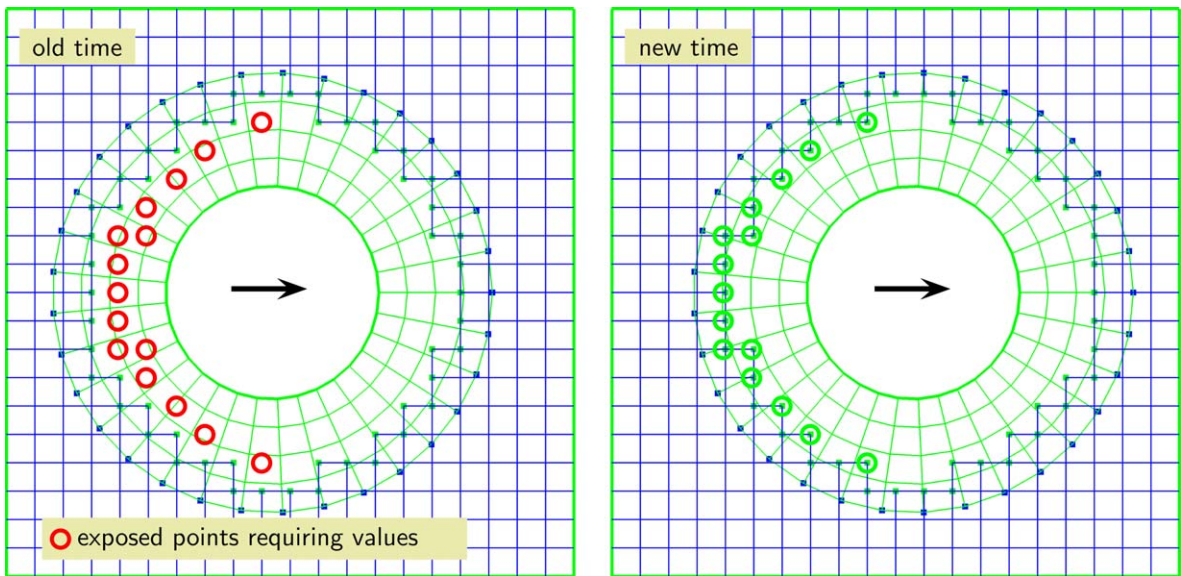 old time
new time
exposed points requiring values